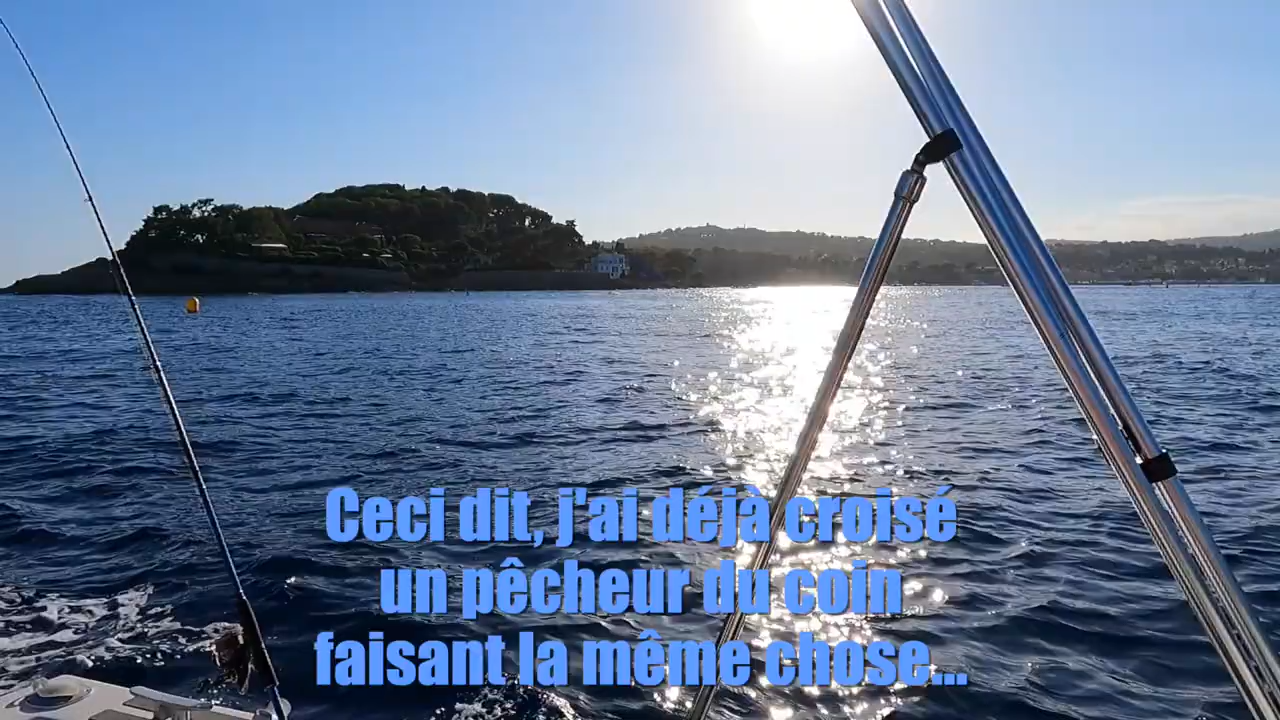 Ceci dit, j'ai déjà croisé
un pêcheur du coin
faisant la même chose...